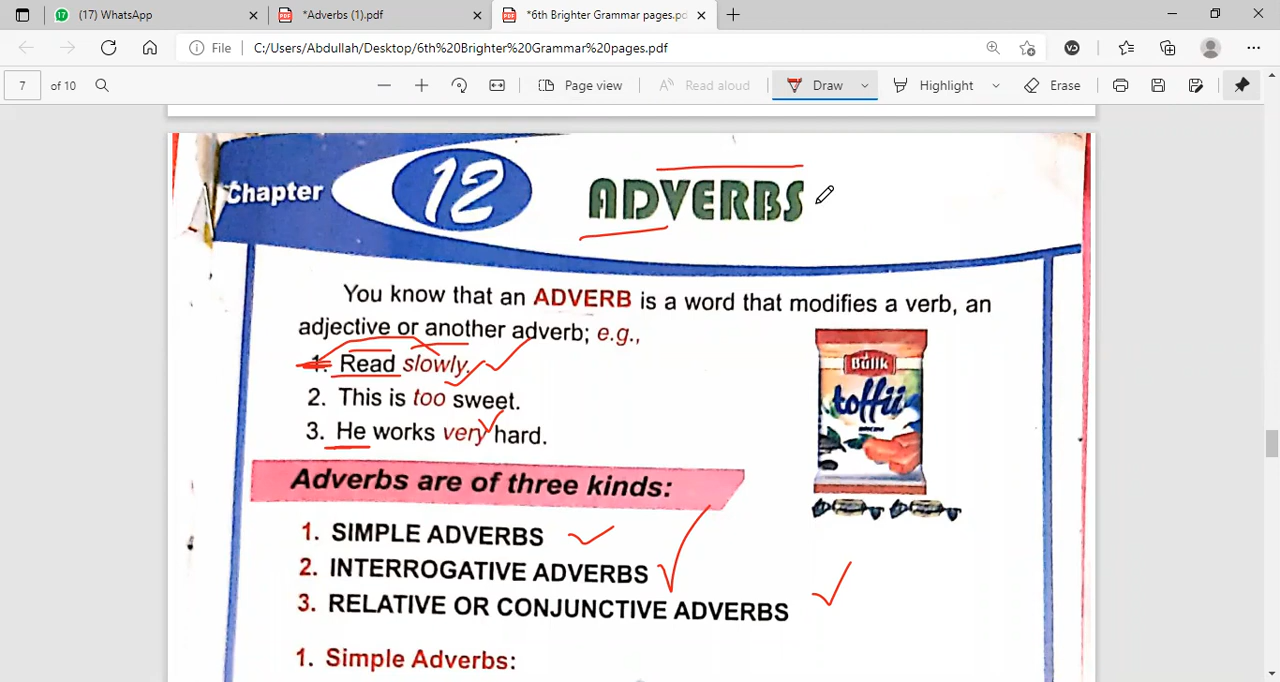 (17) WhatsApp
*Adverbs (1).pdf
*6th Brighter Grammar pages.pd
File C:/Users/Abdullah/Desktop/6th%20Brighter%20Grammar%20pages.pdf
7 of 10
Page view
Read aloud
Draw
Highlight
Erase
Chapter 12 ADVERBS
You know that an ADVERB is a word that modifies a verb, an
adjective or another adverb; e.g.,
1. Read slowly.
2. This is too sweet.
3. He works very hard.
Bullk
toffii
Adverbs are of three kinds:
1. SIMPLE ADVERBS
2. INTERROGATIVE ADVERBS
3. RELATIVE OR CONJUNCTIVE ADVERBS
1. Simple Adverbs: